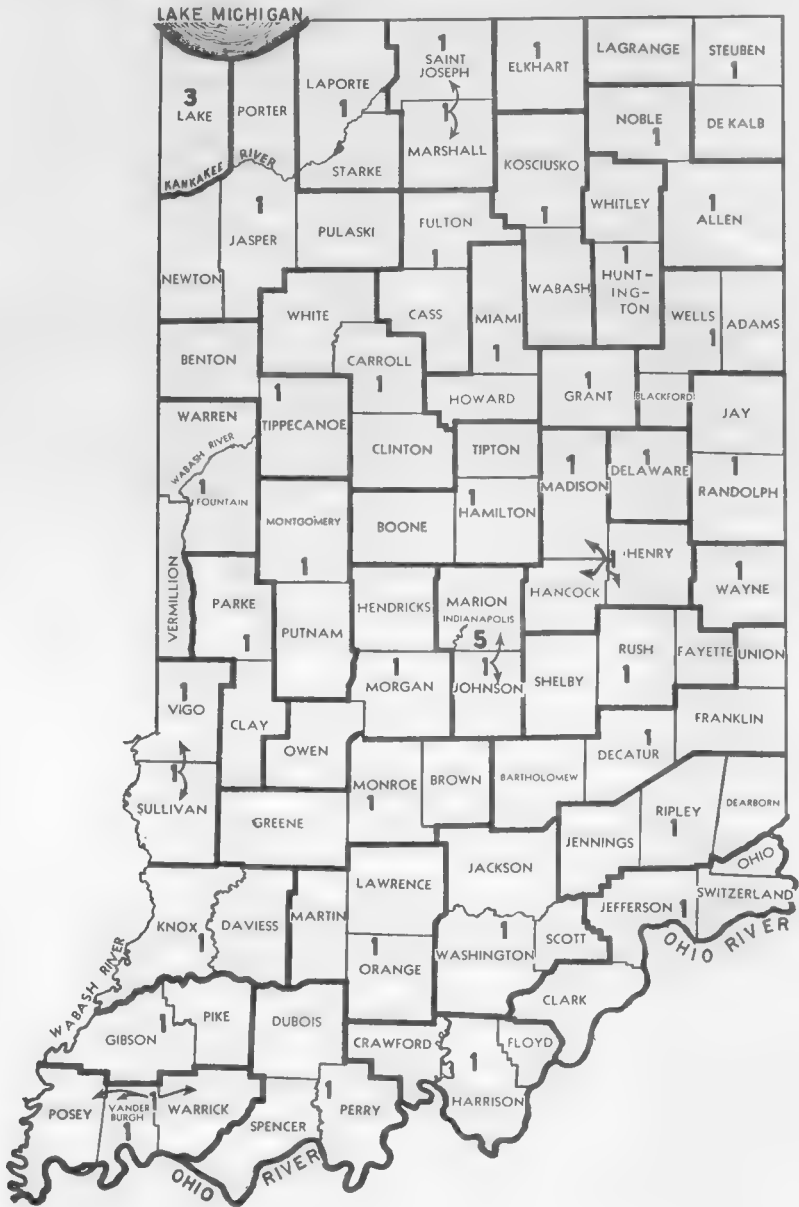 LAKE MICHIGAN
1
SAINT
JOSEPH
1
ELKHART
LAGRANGE
STEUBEN
1
3
LAKE
PORTER
LAPORTE
1
1
MARSHALL
NOBLE
1
DE KALB
KANKAKEE
RIVER
STARKE
KOSCIUSKO
1
WHITLEY
1
ALLEN
1
JASPER
PULASKI
FULTON
1
NEWTON
1
HUNT-
ING-
TON
WABASH
WHITE
CASS
MIAMI
1
WELLS
1
ADAMS
BENTON
CARROLL
1
HOWARD
1
GRANT
BLACKFORD
JAY
WARREN
1
TIPPECANOE
CLINTON
TIPTON
WABASH RIVER
1
FOUNTAIN
1
MADISON
1
DELAWARE
1
RANDOLPH
MONTGOMERY
1
BOONE
1
HAMILTON
VERMILLION
PARKE
1
PUTNAM
HENDRICKS
MARION
INDIANAPOLIS
5
HANCOCK
1
HENRY
1
WAYNE
1
VIGO
CLAY
OWEN
1
MORGAN
1
JOHNSON
SHELBY
RUSH
1
FAYETTE
UNION
FRANKLIN
1
SULLIVAN
GREENE
MONROE
1
BROWN
BARTHOLOMEW
DECATUR
1
JENNINGS
RIPLEY
1
DEARBORN
OHIO
KNOX
1
DAVIESS
MARTIN
LAWRENCE
JACKSON
JEFFERSON
1
SWITZERLAND
OHIO RIVER
WABASH RIVER
1
ORANGE
1
WASHINGTON
SCOTT
CLARK
GIBSON
1
PIKE
DUBOIS
CRAWFORD
1
HARRISON
FLOYD
POSEY
VANDER
BURGH
1
1
WARRICK
SPENCER
1
PERRY
OHIO RIVER